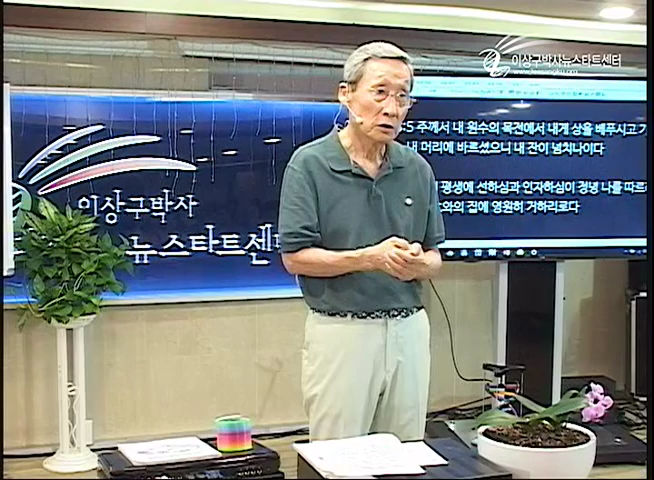 이상구박사뉴스타트센터
5 주께서 내 원수의 목전에서 내게 상을 베푸시고
내 머리에 바르셨으니 내 잔이 넘치나이다
평생에 선하심과 인자하심이 정녕 나를 따르
집에 영원히 거하리로다
이상구박사
뉴스타트센터